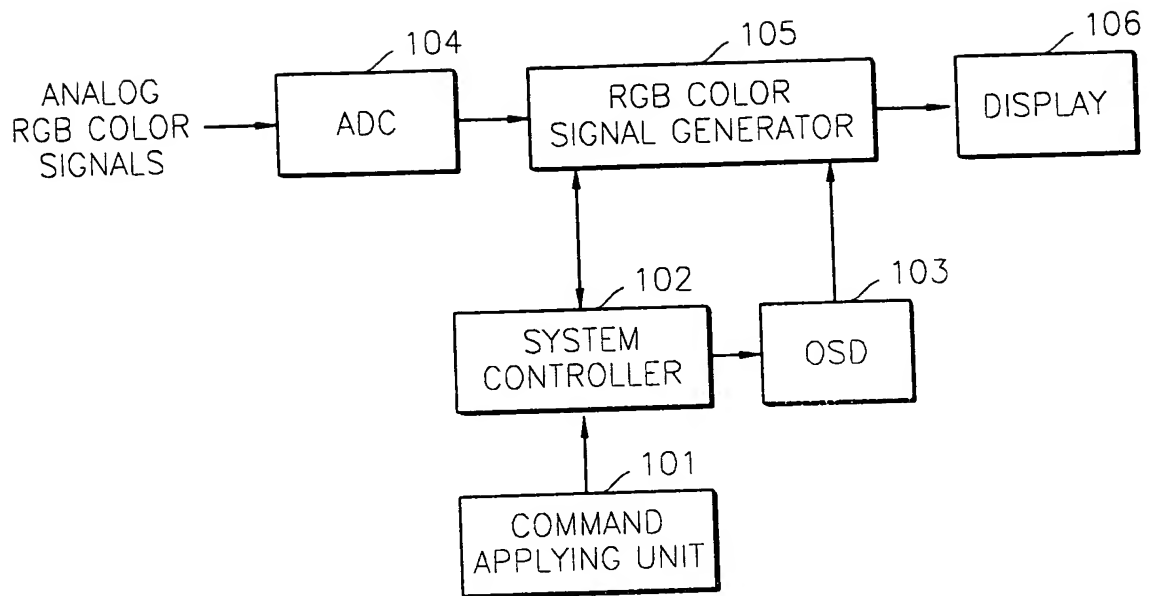 104
105
106
ANALOG
RGB COLOR
SIGNALS
ADC
RGB COLOR
SIGNAL GENERATOR
DISPLAY
102
103
SYSTEM
CONTROLLER
OSD
101
COMMAND
APPLYING UNIT